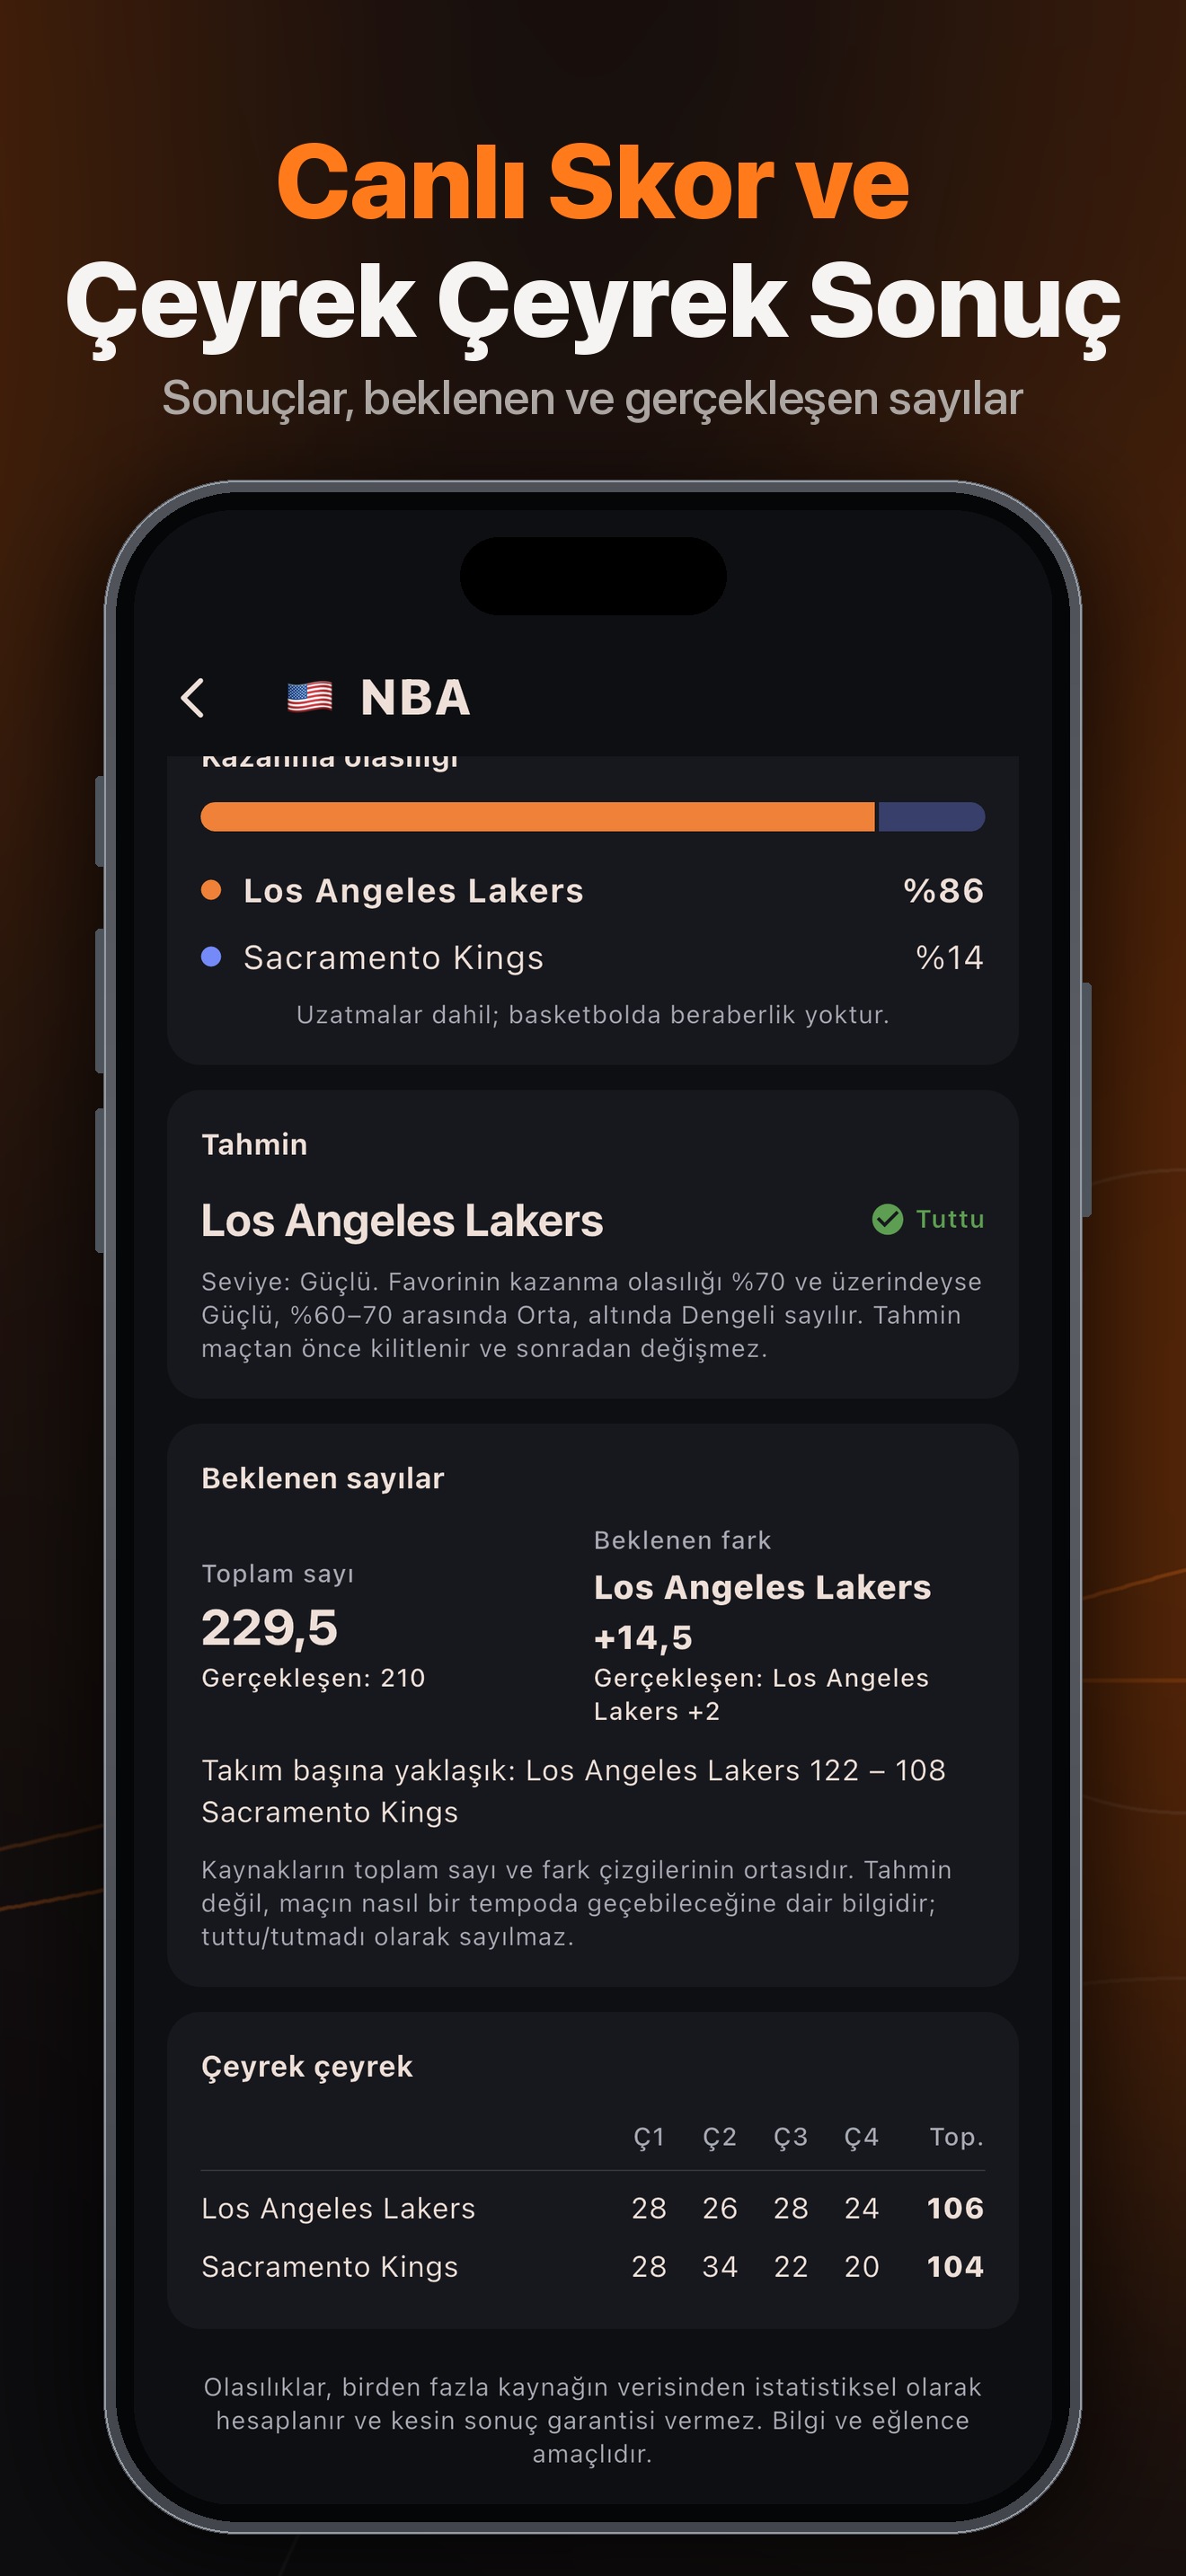 Canlı Skor ve
Çeyrek Çeyrek Sonuç
Sonuçlar, beklenen ve gerçekleşen sayılar
NBA
Kazanma olasılığı
Los Angeles Lakers %86
Sacramento Kings %14
Uzatmalar dahil; basketbolda beraberlik yoktur.
Tahmin
Los Angeles Lakers Tuttu
Seviye: Güçlü. Favorinin kazanma olasılığı %70 ve üzerindeyse
Güçlü, %60–70 arasında Orta, altında Dengeli sayılır. Tahmin
maçtan önce kilitlenir ve sonradan değişmez.
Beklenen sayılar
Toplam sayı
229,5
Gerçekleşen: 210
Beklenen fark
Los Angeles Lakers
+14,5
Gerçekleşen: Los Angeles
Lakers +2
Takım başına yaklaşık: Los Angeles Lakers 122 – 108
Sacramento Kings
Kaynakların toplam sayı ve fark çizgilerinin ortasıdır. Tahmin
değil, maçın nasıl bir tempoda geçebileceğine dair bilgidir;
tuttu/tutmadı olarak sayılmaz.
Çeyrek çeyrek
Ç1 Ç2 Ç3 Ç4 Top.
Los Angeles Lakers 28 26 28 24 106
Sacramento Kings 28 34 22 20 104
Olasılıklar, birden fazla kaynağın verisinden istatistiksel olarak
hesaplanır ve kesin sonuç garantisi vermez. Bilgi ve eğlence
amaçlıdır.